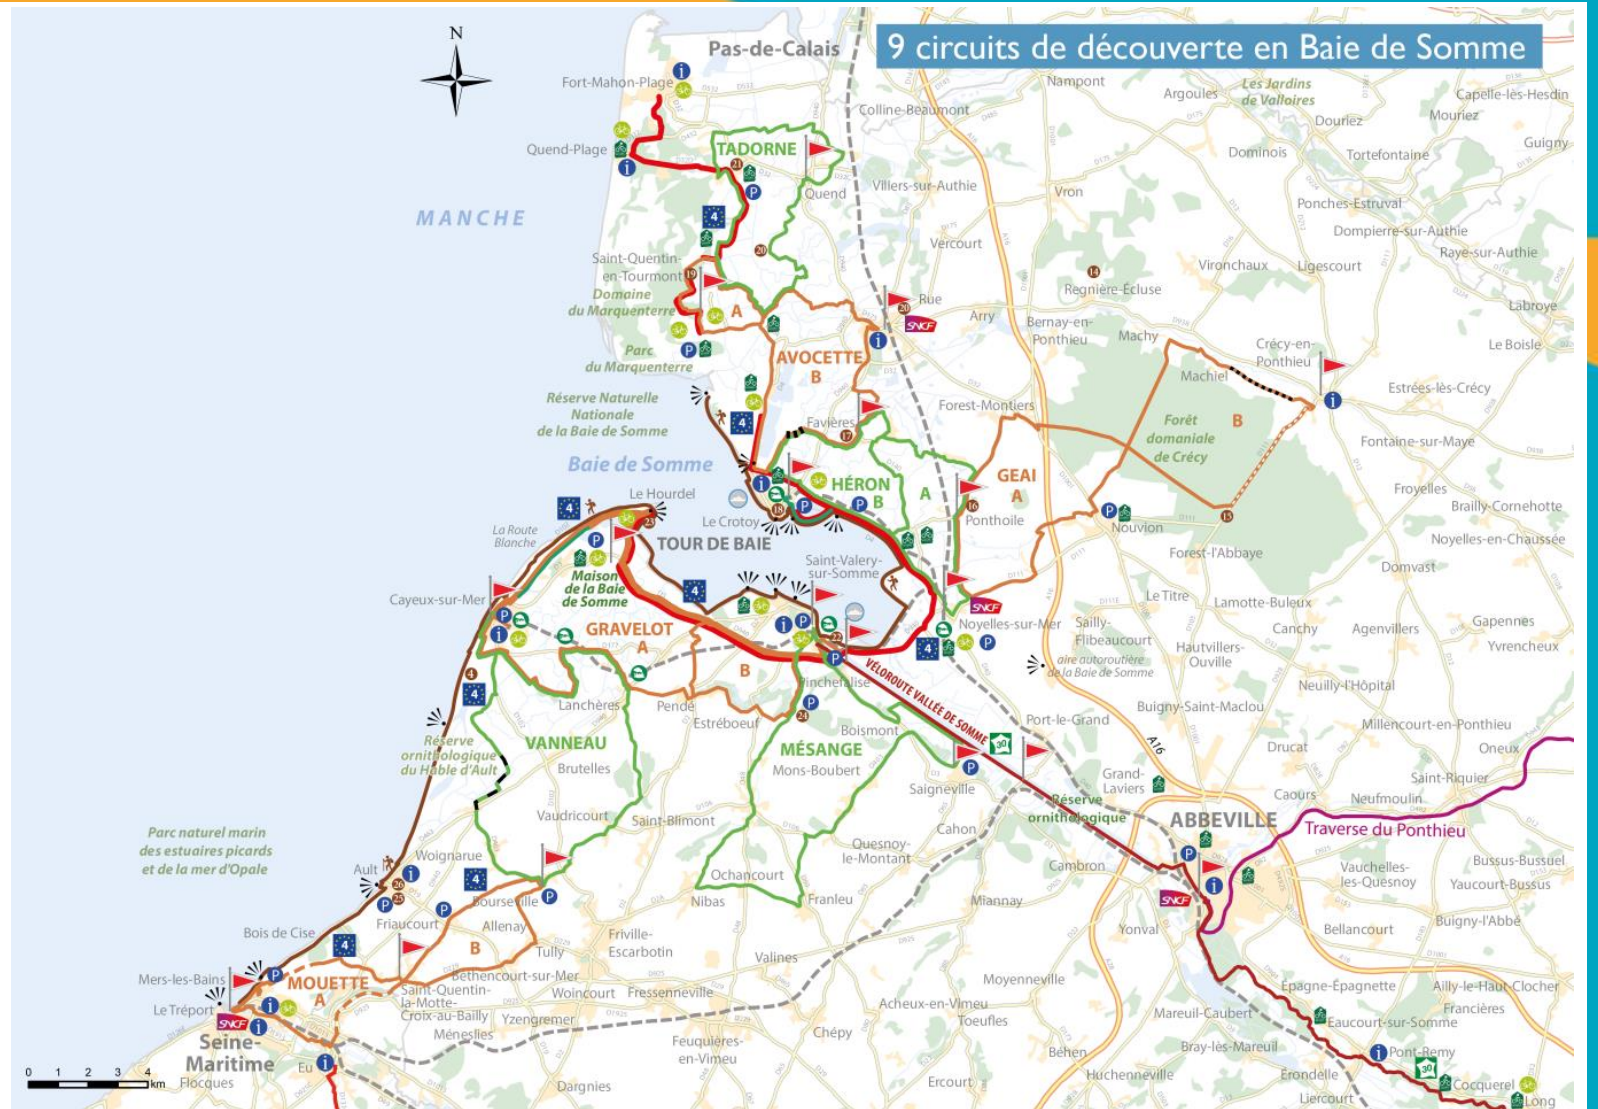 9 circuits de découverte en Baie de Somme
N
Pas-de-Calais
Fort-Mahon-Plage
Nampont
Argoules
Les Jardins
de Valloires
Capelle-lès-Hesdin
Colline-Beaumont
Douriez
Mouriez
Quend-Plage
TADORNE
Dominois
Tortefontaine
Guigny
Quend
Villers-sur-Authie
Vron
Ponches-Estruval
MANCHE
Dompierre-sur-Authie
Vercourt
Raye-sur-Authie
Saint-Quentin-
en-Tourmont
Vironchaux
Ligescourt
Domaine
du Marquenterre
Regnière-Écluse
Labroye
A
Rue
SNCF
Arry
Bernay-en-
Ponthieu
Machy
Crécy-en-
Ponthieu
Le Boisle
Parc
du Marquenterre
AVOCETTE
B
Machiel
Estrées-lès-Crécy
Réserve Naturelle
Nationale
de la Baie de Somme
Favières
Forest-Montiers
Forêt
domaniale
de Crécy
B
Fontaine-sur-Maye
Baie de Somme
HÉRON
B
A
GEAI
A
Froyelles
Le Hourdel
Le Crotoy
Ponthoile
Nouvion
Brailly-Cornehotte
La Route
Blanche
TOUR DE BAIE
Noyelles-en-Chaussée
Forest-l'Abbaye
Saint-Valery-
sur-Somme
Domvast
Maison
de la Baie
de Somme
Cayeux-sur-Mer
SNCF
Noyelles-sur-Mer
Le Titre
Lamotte-Buleux
Sailly-
Flibeaucourt
Canchy
Agenvillers
Gapennes
GRAVELOT
A
Hautvillers-
Ouville
Yvrencheux
B
aire autoroutière
de la Baie de Somme
Pinchefalise
VÉLOROUTE VALLÉE DE SOMME
Neuilly-l'Hôpital
Lanchères
Pendé
Estréboeuf
Buigny-Saint-Maclou
Boismont
Port-le-Grand
Millencourt-en-Ponthieu
Réserve
ornithologique
du Hâble d'Ault
VANNEAU
MÉSANGE
A16
Drucat
Oneux
Brutelles
Mons-Boubert
Grand-
Laviers
Saint-Riquier
Saigneville
Réserve
ornithologique
Caours
Neufmoulin
Vaudricourt
Saint-Blimont
ABBEVILLE
Traverse du Ponthieu
Parc naturel marin
des estuaires picards
et de la mer d'Opale
Cahon
Quesnoy-
le-Montant
Woignarue
Cambron
Vauchelles-
les-Quesnoy
Bussus-Bussuel
Ault
Ochancourt
Yaucourt-Bussus
Bourseville
Nibas
Franleu
Miannay
SNCF
Friaucourt
Allenay
Yonval
Bellancourt
Buigny-l'Abbé
Bois de Cise
B
Friville-
Escarbotin
Tully
Valines
Mers-les-Bains
MOUETTE
A
Béthencourt-sur-Mer
Moyenneville
Épagne-Épagnette
Ailly-le-Haut-Clocher
Saint-Quentin-
la-Motte-
Croix-au-Bailly
Woincourt
Fressenneville
Le Tréport
Acheux-en-Vimeu
Mareuil-Caubert
Francières
SNCF
Yzengremer
Toeufles
Eaucourt-sur-Somme
Seine-
Maritime
Méneslies
Chépy
Feuquières-
en-Vimeu
Béhen
Bray-lès-Mareuil
Pont-Remy
Eu
0 1 2 3 4
km
Flocques
Dargnies
Ercourt
Huchenneville
Érondelle
Liercourt
Cocquerel
Long